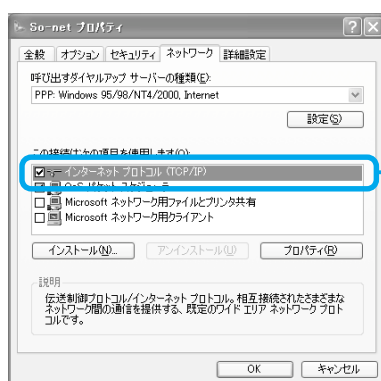 So-net プロパティ
全般 オプション セキュリティ ネットワーク 詳細設定
呼び出すダイヤルアップ サーバーの種類(E):
PPP: Windows 95/98/NT4/2000, Internet
設定(S)
この接続は次の項目を使用します(O):
インターネット プロトコル (TCP/IP)
QoS パケット スケジューラ
Microsoft ネットワーク用ファイルとプリンタ共有
Microsoft ネットワーク用クライアント
インストール(N)... アンインストール(U) プロパティ(R)
説明
伝送制御プロトコル/インターネット プロトコル。相互接続されたさまざまな
ネットワーク間の通信を提供する、既定のワイド エリア ネットワーク プロト
コルです。
OK キャンセル